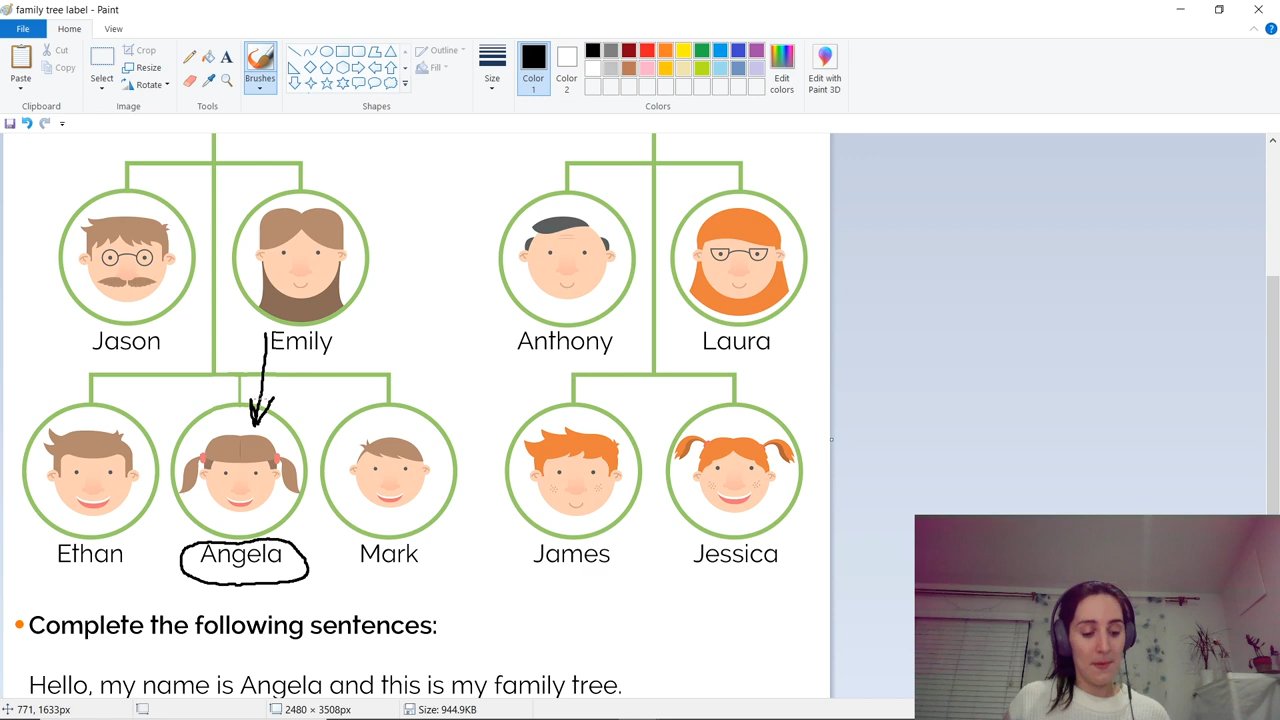 family tree label - Paint
File Home View
Paste Cut Copy Select Crop Resize Rotate A Brushes Outline Fill Size Color 1 Color 2 Edit colors Edit with Paint 3D
Clipboard Image Tools Shapes Colors
Jason Emily Anthony Laura
Ethan Angela Mark James Jessica
Complete the following sentences:
Hello, my name is Angela and this is my family tree.
771, 1633px 2480 × 3508px Size: 944.9KB